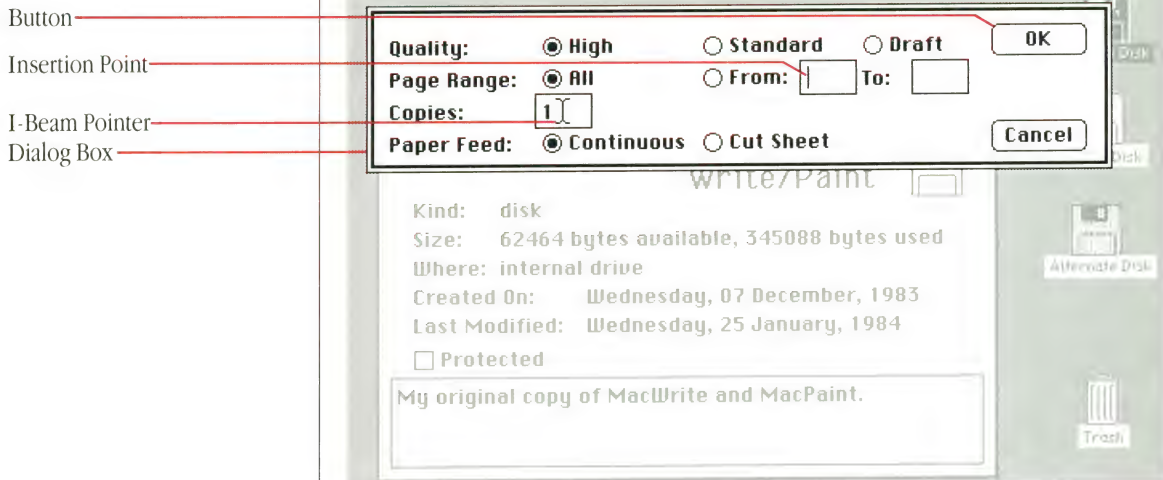 Button
Insertion Point
I-Beam Pointer
Dialog Box
Quality: High Standard Draft OK
Page Range: All From: To:
Copies: 1
Paper Feed: Continuous Cut Sheet Cancel
Write/Paint
Kind: disk
Size: 62464 bytes available, 345088 bytes used
Where: internal drive
Created On: Wednesday, 07 December, 1983
Last Modified: Wednesday, 25 January, 1984
Protected
My original copy of MacWrite and MacPaint.
Disk
Disk
Alternate Disk
Trash